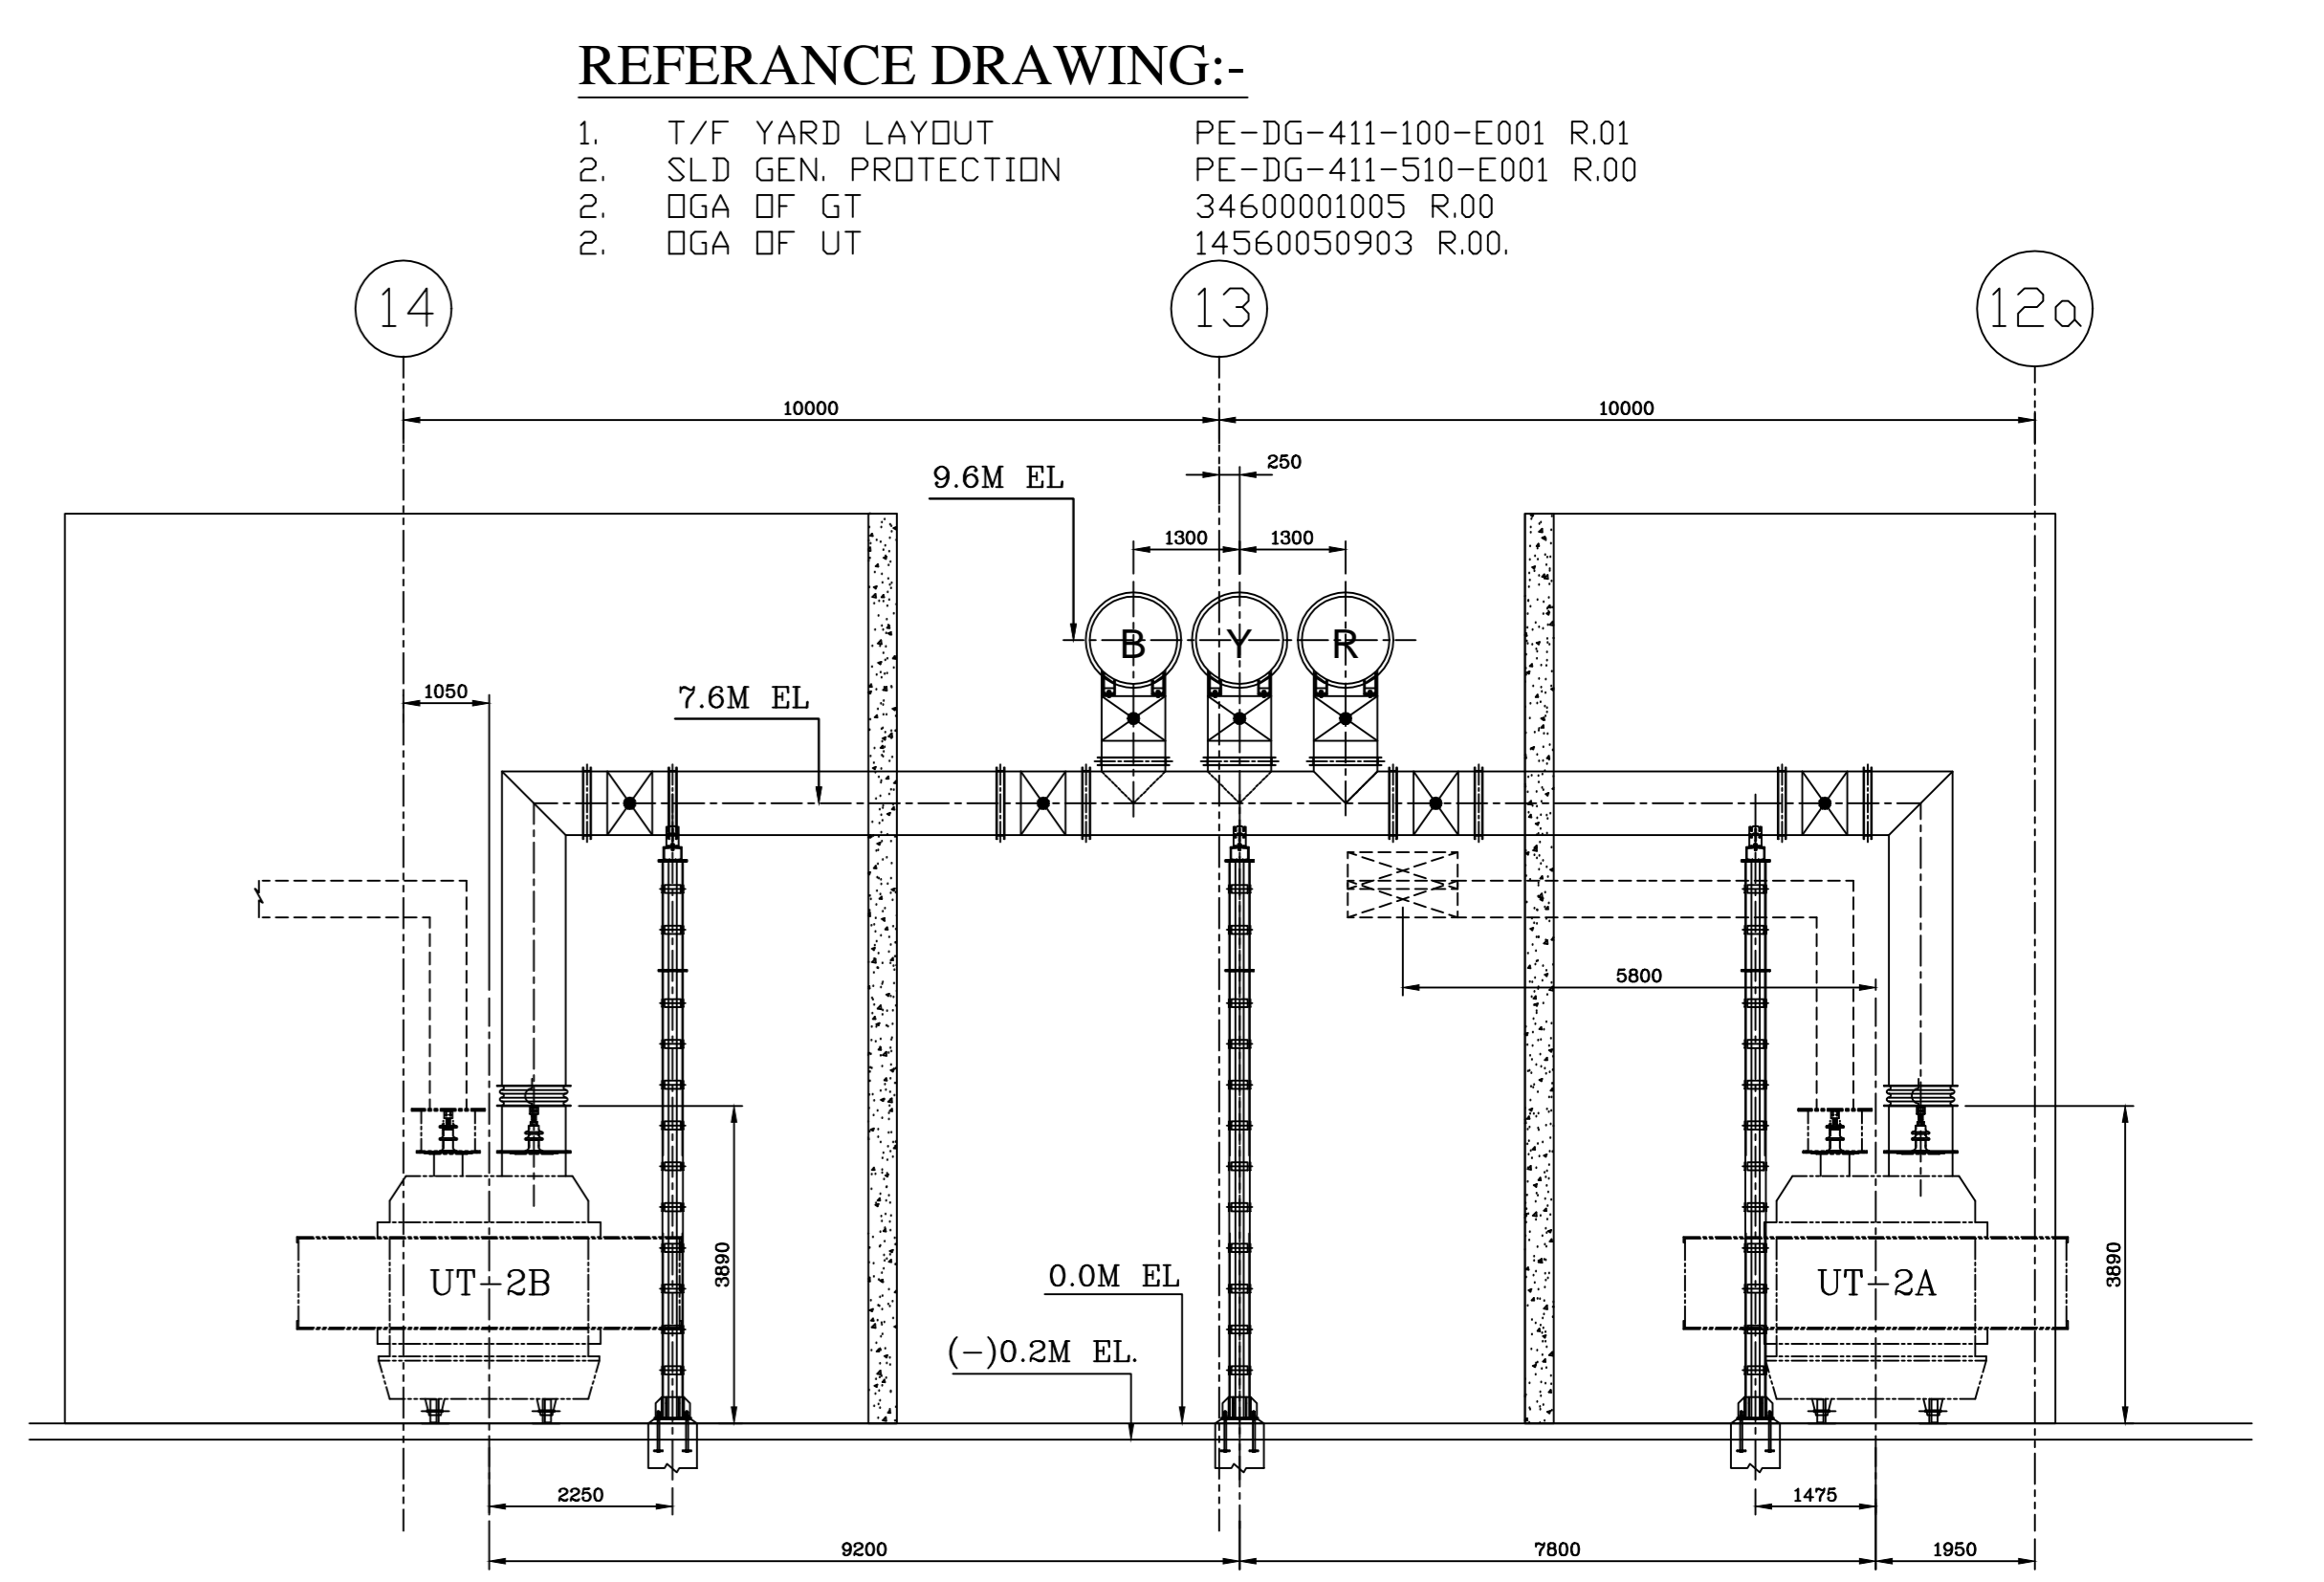 REFERANCE DRAWING:-
1. T/F YARD LAYOUT PE-DG-411-100-E001 R.01
2. SLD GEN. PROTECTION PE-DG-411-510-E001 R.00
2. OGA OF GT 34600001005 R.00
2. OGA OF UT 14560050903 R.00.
14 13 12a
10000 10000
250
9.6M EL
1300 1300
B Y R
1050
7.6M EL
5800
3890
3890
UT-2B
UT-2A
0.0M EL
(-)0.2M EL.
2250 1475
9200 7800 1950